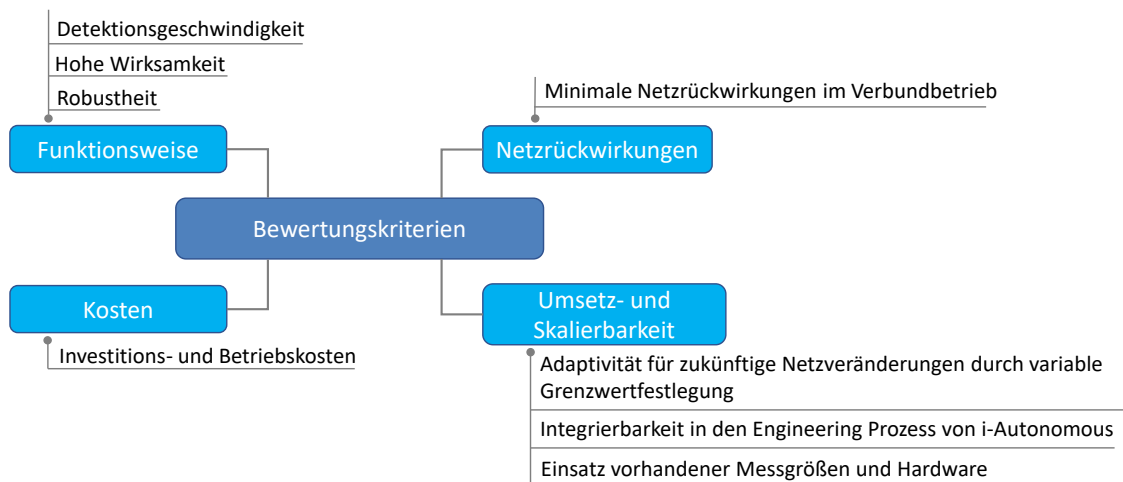 Detektionsgeschwindigkeit
Hohe Wirksamkeit
Robustheit
Funktionsweise
Minimale Netzrückwirkungen im Verbundbetrieb
Netzrückwirkungen
Bewertungskriterien
Kosten
Investitions- und Betriebskosten
Umsetz- und
Skalierbarkeit
Adaptivität für zukünftige Netzveränderungen durch variable
Grenzwertfestlegung
Integrierbarkeit in den Engineering Prozess von i-Autonomous
Einsatz vorhandener Messgrößen und Hardware